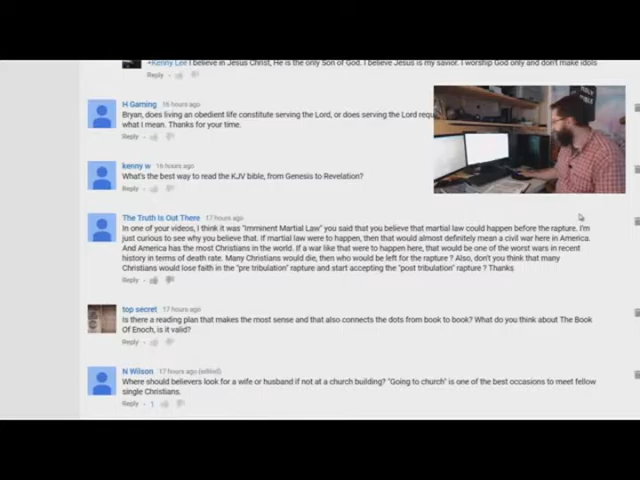 +Kenny Lee I believe in Jesus Christ, He is the only Son of God. I believe Jesus is my savior. I worship God only and don't make idols
Reply
H Gaming 16 hours ago
Bryan, does living an obedient life constitute serving the Lord, or does serving the Lord requ
what I mean. Thanks for your time.
Reply
kenny w 16 hours ago
What's the best way to read the KJV bible, from Genesis to Revelation?
Reply
The Truth Is Out There 17 hours ago
In one of your videos, I think it was "Imminent Martial Law" you said that you believe that martial law could happen before the rapture. I'm
just curious to see why you believe that. If martial law were to happen, then that would almost definitely mean a civil war here in America.
And America has the most Christians in the world. If a war like that were to happen here, that would be one of the worst wars in recent
history in terms of death rate. Many Christians would die, then who would be left for the rapture ? Also, don't you think that many
Christians would lose faith in the "pre tribulation" rapture and start accepting the "post tribulation" rapture ? Thanks
Reply
top secret 17 hours ago
Is there a reading plan that makes the most sense and that also connects the dots from book to book? What do you think about The Book
Of Enoch, is it valid?
Reply
N Wilson 17 hours ago (edited)
Where should believers look for a wife or husband if not at a church building? "Going to church" is one of the best occasions to meet fellow
single Christians.
Reply 1